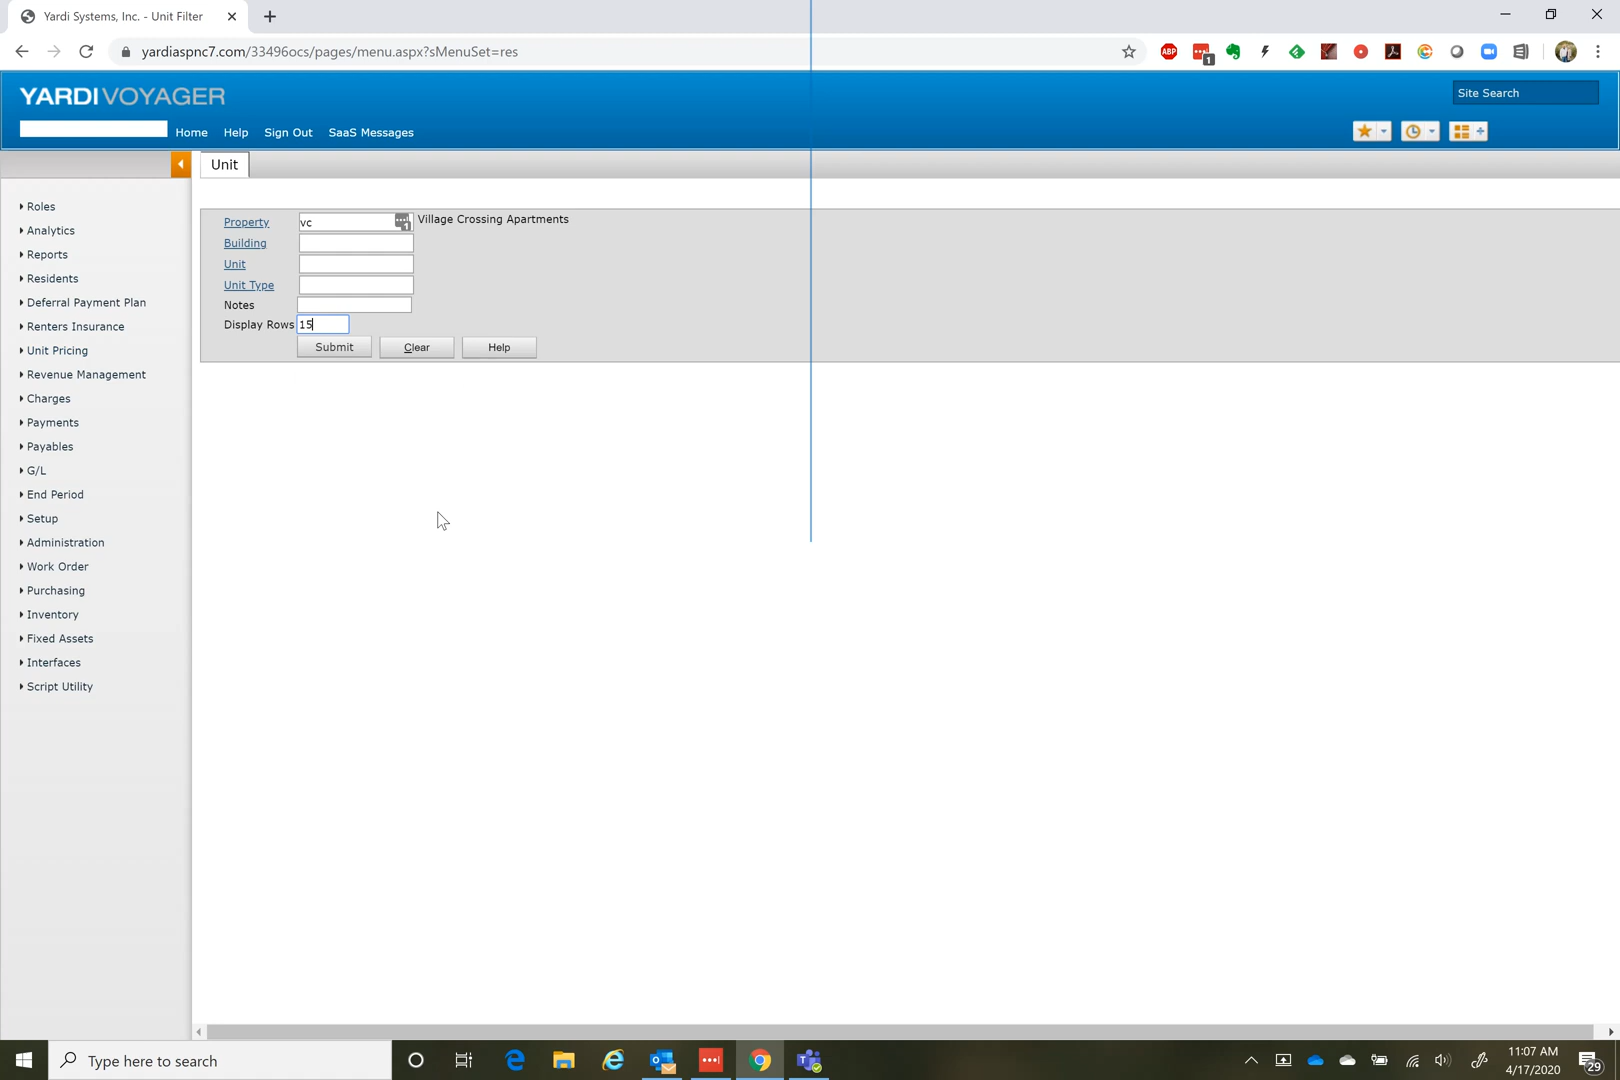 Yardi Systems, Inc. - Unit Filter
yardiaspnc7.com/33496ocs/pages/menu.aspx?sMenuSet=res
ABP
1
YARDI VOYAGER
Site Search
Home Help Sign Out SaaS Messages
Unit
Roles
Analytics
Reports
Residents
Deferral Payment Plan
Renters Insurance
Unit Pricing
Revenue Management
Charges
Payments
Payables
G/L
End Period
Setup
Administration
Work Order
Purchasing
Inventory
Fixed Assets
Interfaces
Script Utility
Property vc 1 Village Crossing Apartments
Building
Unit
Unit Type
Notes
Display Rows 15
Submit Clear Help
Type here to search
11:07 AM
4/17/2020
29